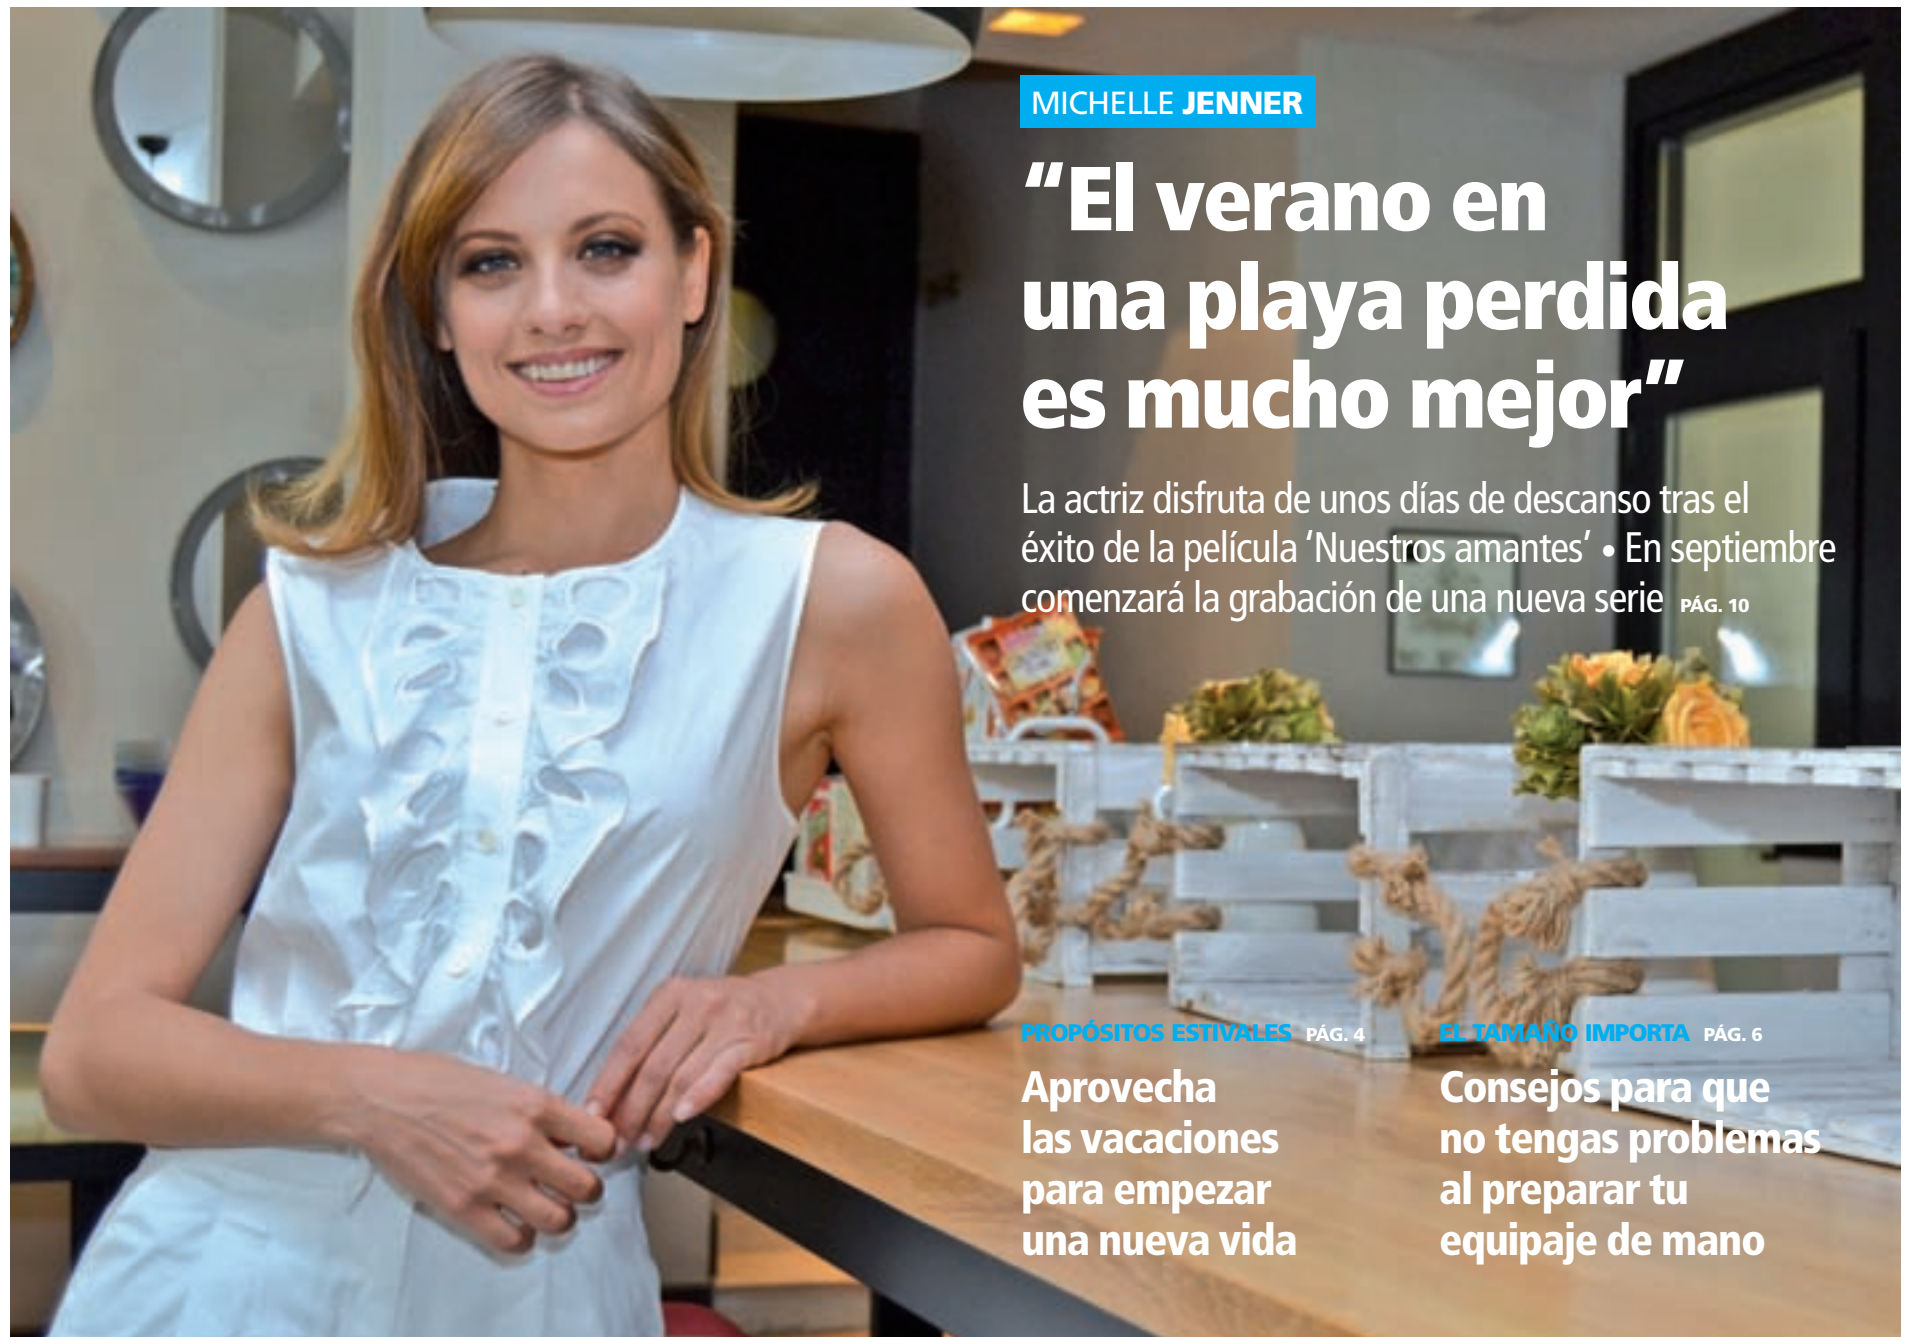 MICHELLE JENNER
“El verano en
una playa perdida
es mucho mejor”
La actriz disfruta de unos días de descanso tras el
éxito de la película ‘Nuestros amantes’ • En septiembre
comenzará la grabación de una nueva serie PÁG. 10
PROPÓSITOS ESTIVALES PÁG. 4
Aprovecha
las vacaciones
para empezar
una nueva vida
EL TAMAÑO IMPORTA PÁG. 6
Consejos para que
no tengas problemas
al preparar tu
equipaje de mano